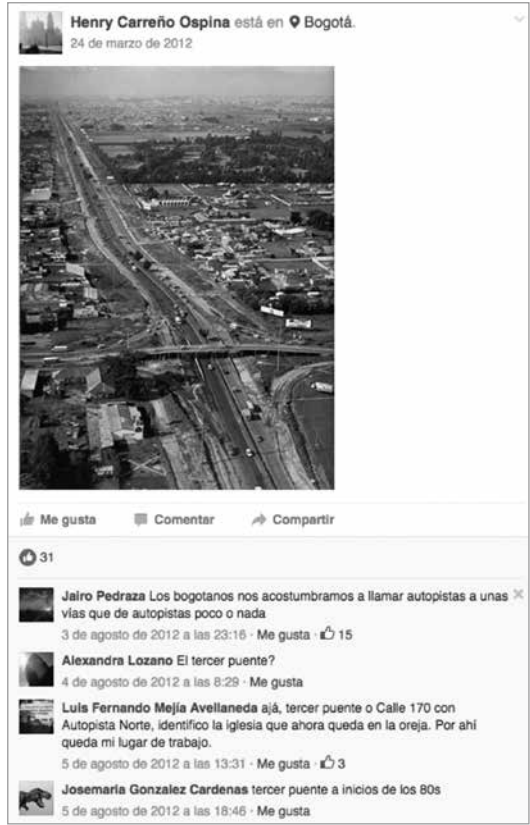 Henry Carreño Ospina está en Bogotá.
24 de marzo de 2012
Me gusta Comentar Compartir
31
Jairo Pedraza Los bogotanos nos acostumbramos a llamar autopistas a unas
vías que de autopistas poco o nada
3 de agosto de 2012 a las 23:16 · Me gusta · 15
Alexandra Lozano El tercer puente?
4 de agosto de 2012 a las 8:29 · Me gusta
Luis Fernando Mejía Avellaneda ajá, tercer puente o Calle 170 con
Autopista Norte, identifico la iglesia que ahora queda en la oreja. Por ahí
queda mi lugar de trabajo.
5 de agosto de 2012 a las 13:31 · Me gusta · 3
Josemaria Gonzalez Cardenas tercer puente a inicios de los 80s
5 de agosto de 2012 a las 18:46 · Me gusta